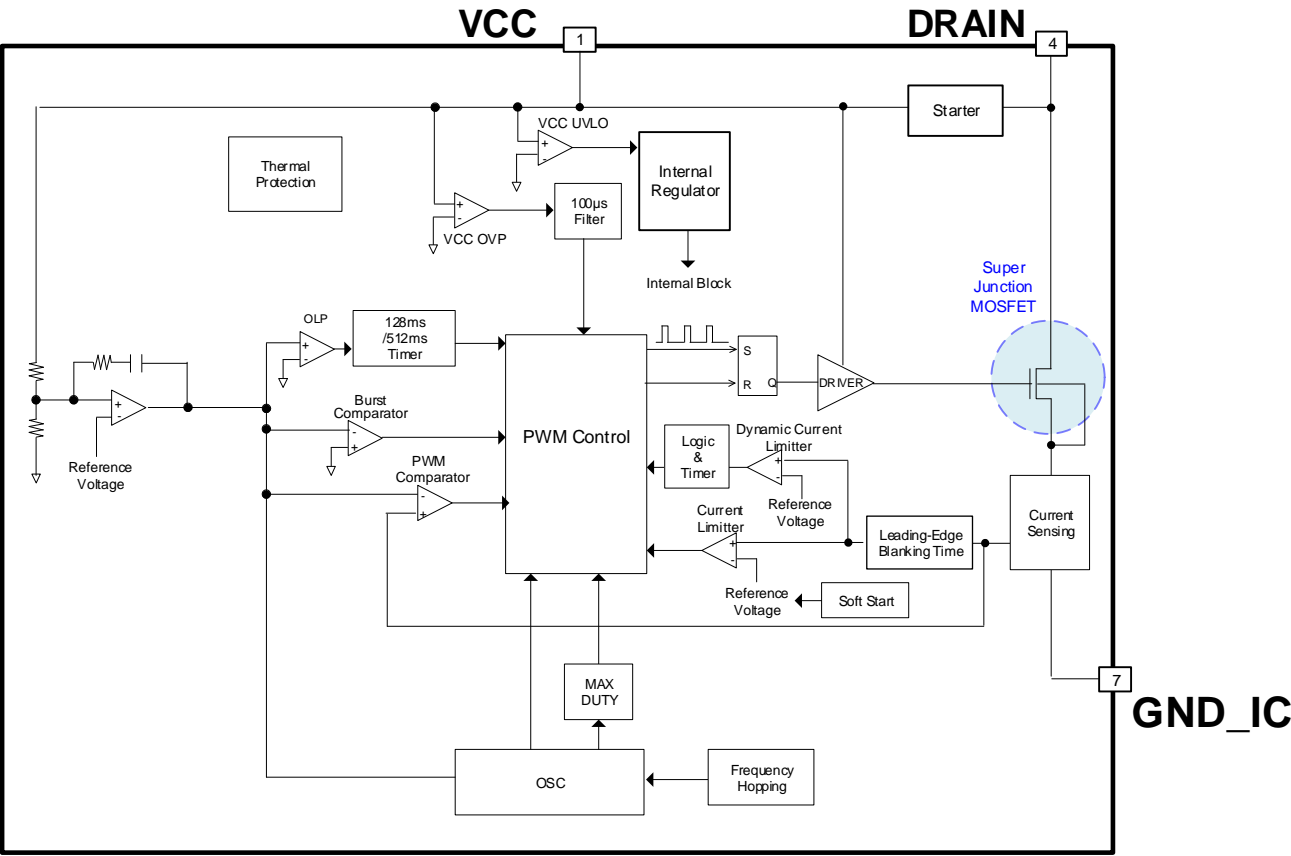 VCC
DRAIN
1
4
Starter
VCC UVLO
+
-
Thermal
Protection
Internal
Regulator
100µs
Filter
+
-
VCC OVP
Internal Block
Super
Junction
MOSFET
OLP
+
-
128ms
/512ms
Timer
S
R
Q
DRIVER
+
-
Reference
Voltage
Burst
Comparator
-
+
PWM
Comparator
-
+
PWM Control
Logic
&
Timer
Dynamic Current
Limitter
+
-
Reference
Voltage
Current
Limitter
+
-
Reference
Voltage
Leading-Edge
Blanking Time
Current
Sensing
Soft Start
MAX
DUTY
7
GND_IC
OSC
Frequency
Hopping